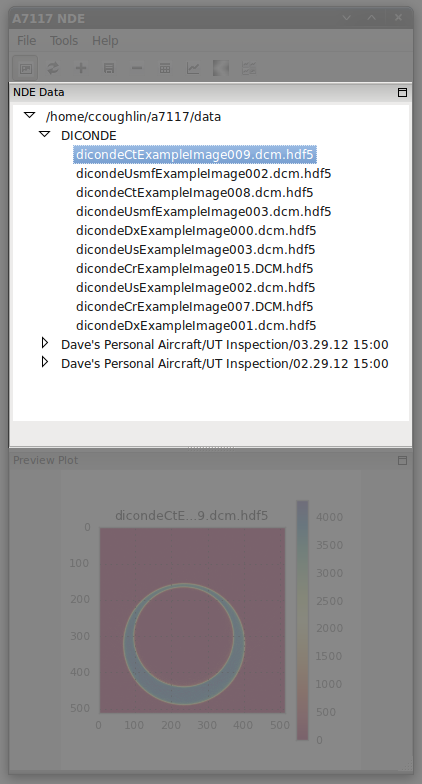 A7117 NDE
File Tools Help
NDE Data
/home/ccoughlin/a7117/data
DICONDE
dicondeCtExampleImage009.dcm.hdf5
dicondeUsmfExampleImage002.dcm.hdf5
dicondeCtExampleImage008.dcm.hdf5
dicondeUsmfExampleImage003.dcm.hdf5
dicondeDxExampleImage000.dcm.hdf5
dicondeUsExampleImage003.dcm.hdf5
dicondeCrExampleImage015.DCM.hdf5
dicondeUsExampleImage002.dcm.hdf5
dicondeCrExampleImage007.DCM.hdf5
dicondeDxExampleImage001.dcm.hdf5
Dave's Personal Aircraft/UT Inspection/03.29.12 15:00
Dave's Personal Aircraft/UT Inspection/02.29.12 15:00
Preview Plot
dicondeCtE...9.dcm.hdf5
0
100
200
300
400
500
0 100 200 300 400 500
4000
3500
3000
2500
2000
1500
1000
500
0